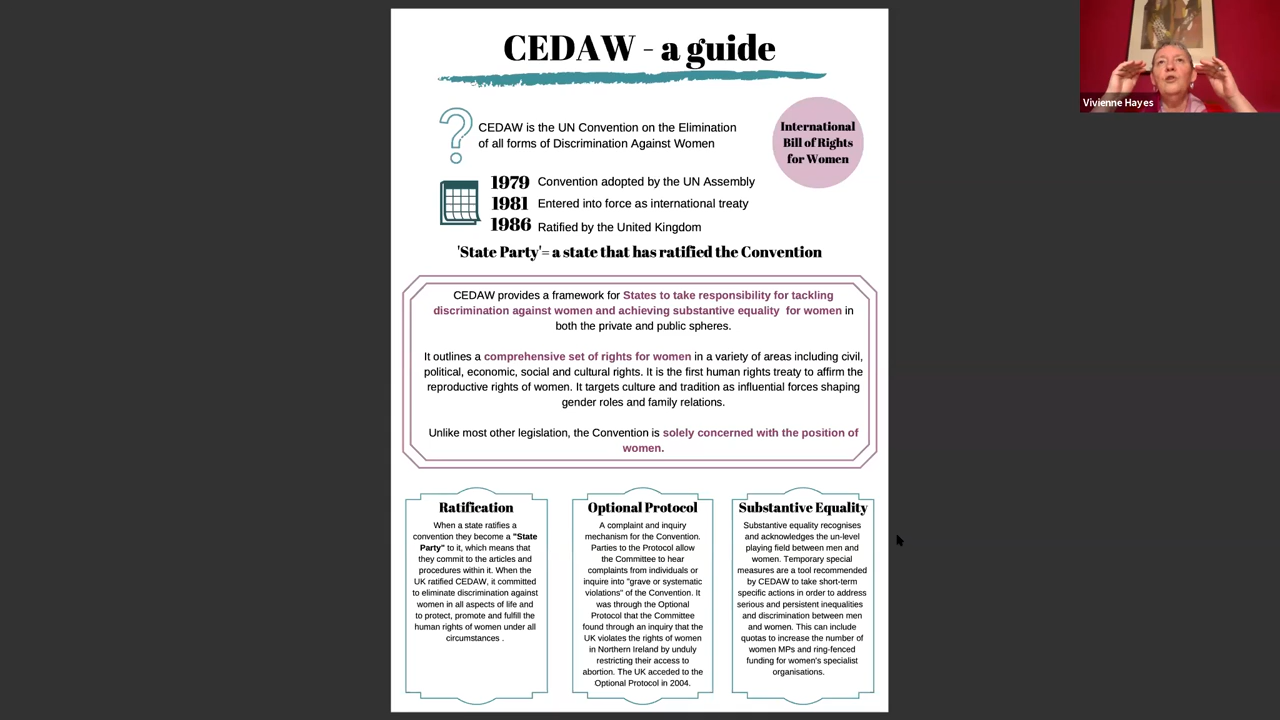 CEDAW - a guide
CEDAW is the UN Convention on the Elimination
of all forms of Discrimination Against Women
International
Bill of Rights
for Women
1979 Convention adopted by the UN Assembly
1981 Entered into force as international treaty
1986 Ratified by the United Kingdom
'State Party'= a state that has ratified the Convention
CEDAW provides a framework for States to take responsibility for tackling
discrimination against women and achieving substantive equality for women in
both the private and public spheres.
It outlines a comprehensive set of rights for women in a variety of areas including civil,
political, economic, social and cultural rights. It is the first human rights treaty to affirm the
reproductive rights of women. It targets culture and tradition as influential forces shaping
gender roles and family relations.
Unlike most other legislation, the Convention is solely concerned with the position of
women.
Ratification
When a state ratifies a
convention they become a "State
Party" to it, which means that
they commit to the articles and
procedures within it. When the
UK ratified CEDAW, it committed
to eliminate discrimination against
women in all aspects of life and
to protect, promote and fulfill the
human rights of women under all
circumstances .
Optional Protocol
A complaint and inquiry
mechanism for the Convention.
Parties to the Protocol allow
the Committee to hear
complaints from individuals or
inquire into "grave or systematic
violations" of the Convention. It
was through the Optional
Protocol that the Committee
found through an inquiry that the
UK violates the rights of women
in Northern Ireland by unduly
restricting their access to
abortion. The UK acceded to the
Optional Protocol in 2004.
Substantive Equality
Substantive equality recognises
and acknowledges the un-level
playing field between men and
women. Temporary special
measures are a tool recommended
by CEDAW to take short-term
specific actions in order to address
serious and persistent inequalities
and discrimination between men
and women. This can include
quotas to increase the number of
women MPs and ring-fenced
funding for women's specialist
organisations.
Vivienne Hayes